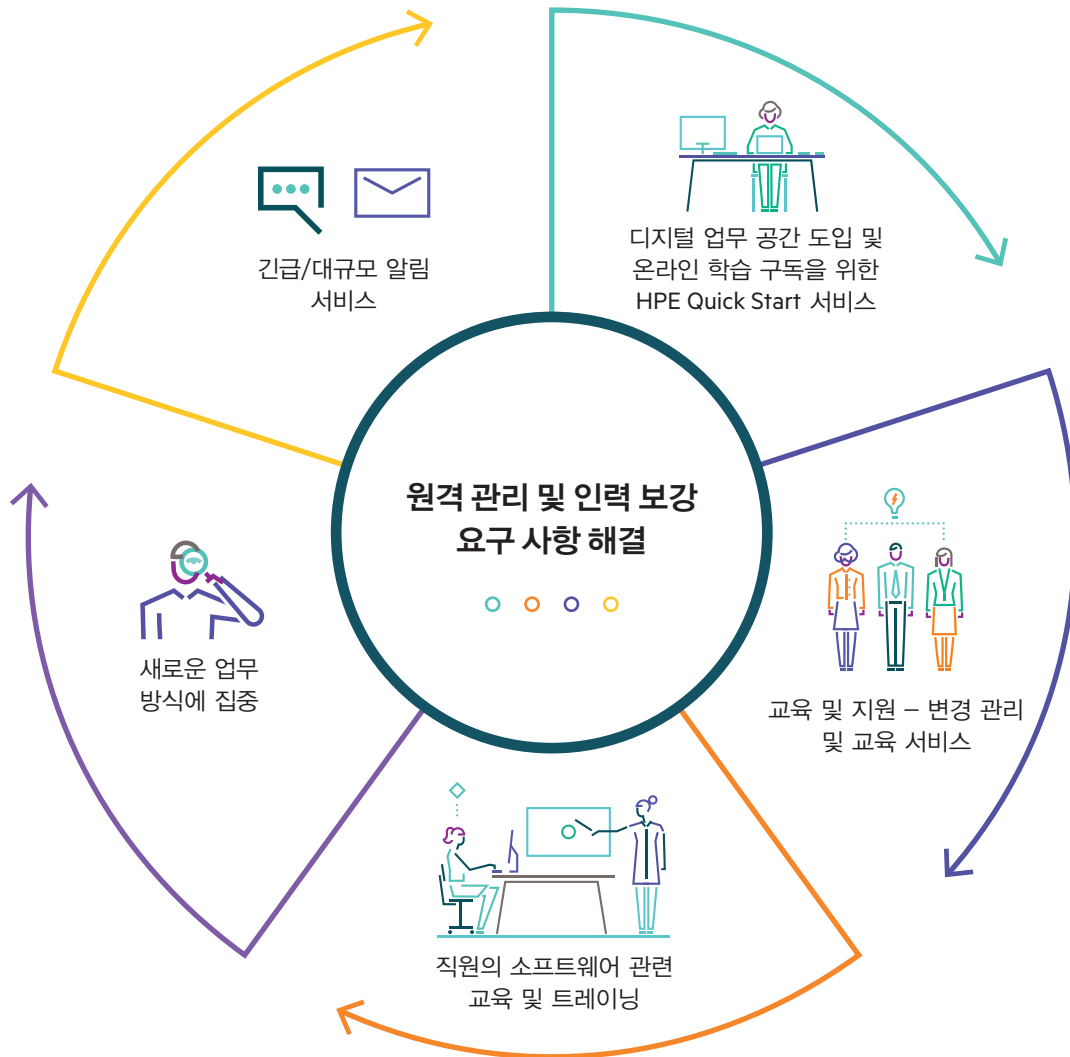 긴급/대규모 알림
서비스
디지털 업무 공간 도입 및
온라인 학습 구독을 위한
HPE Quick Start 서비스
원격 관리 및 인력 보강
요구 사항 해결
새로운 업무
방식에 집중
교육 및 지원 – 변경 관리
및 교육 서비스
직원의 소프트웨어 관련
교육 및 트레이닝